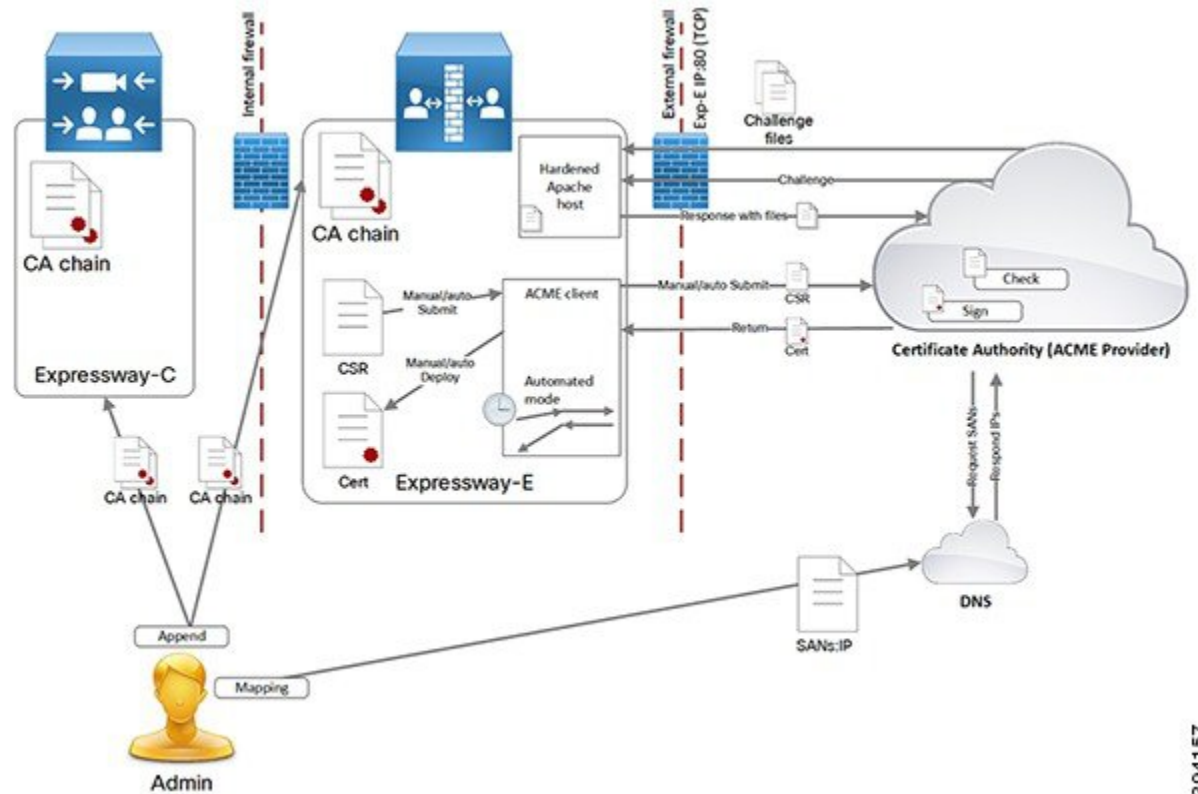 Internal firewall
External firewall
Exp-E IP:80 (TCP)
Challenge
files
Hardened
Apache
host
Challenge
Response with files
CA chain
CA chain
Check
Sign
Manual/auto
Submit
ACME client
Manual/auto Submit
CSR
CSR
Return
Cert
Certificate Authority (ACME Provider)
Manual/auto
Deploy
Expressway-C
Automated
mode
Cert
Expressway-E
Request SANs
Respond IPs
CA chain
CA chain
DNS
SANs:IP
Append
Mapping
Admin